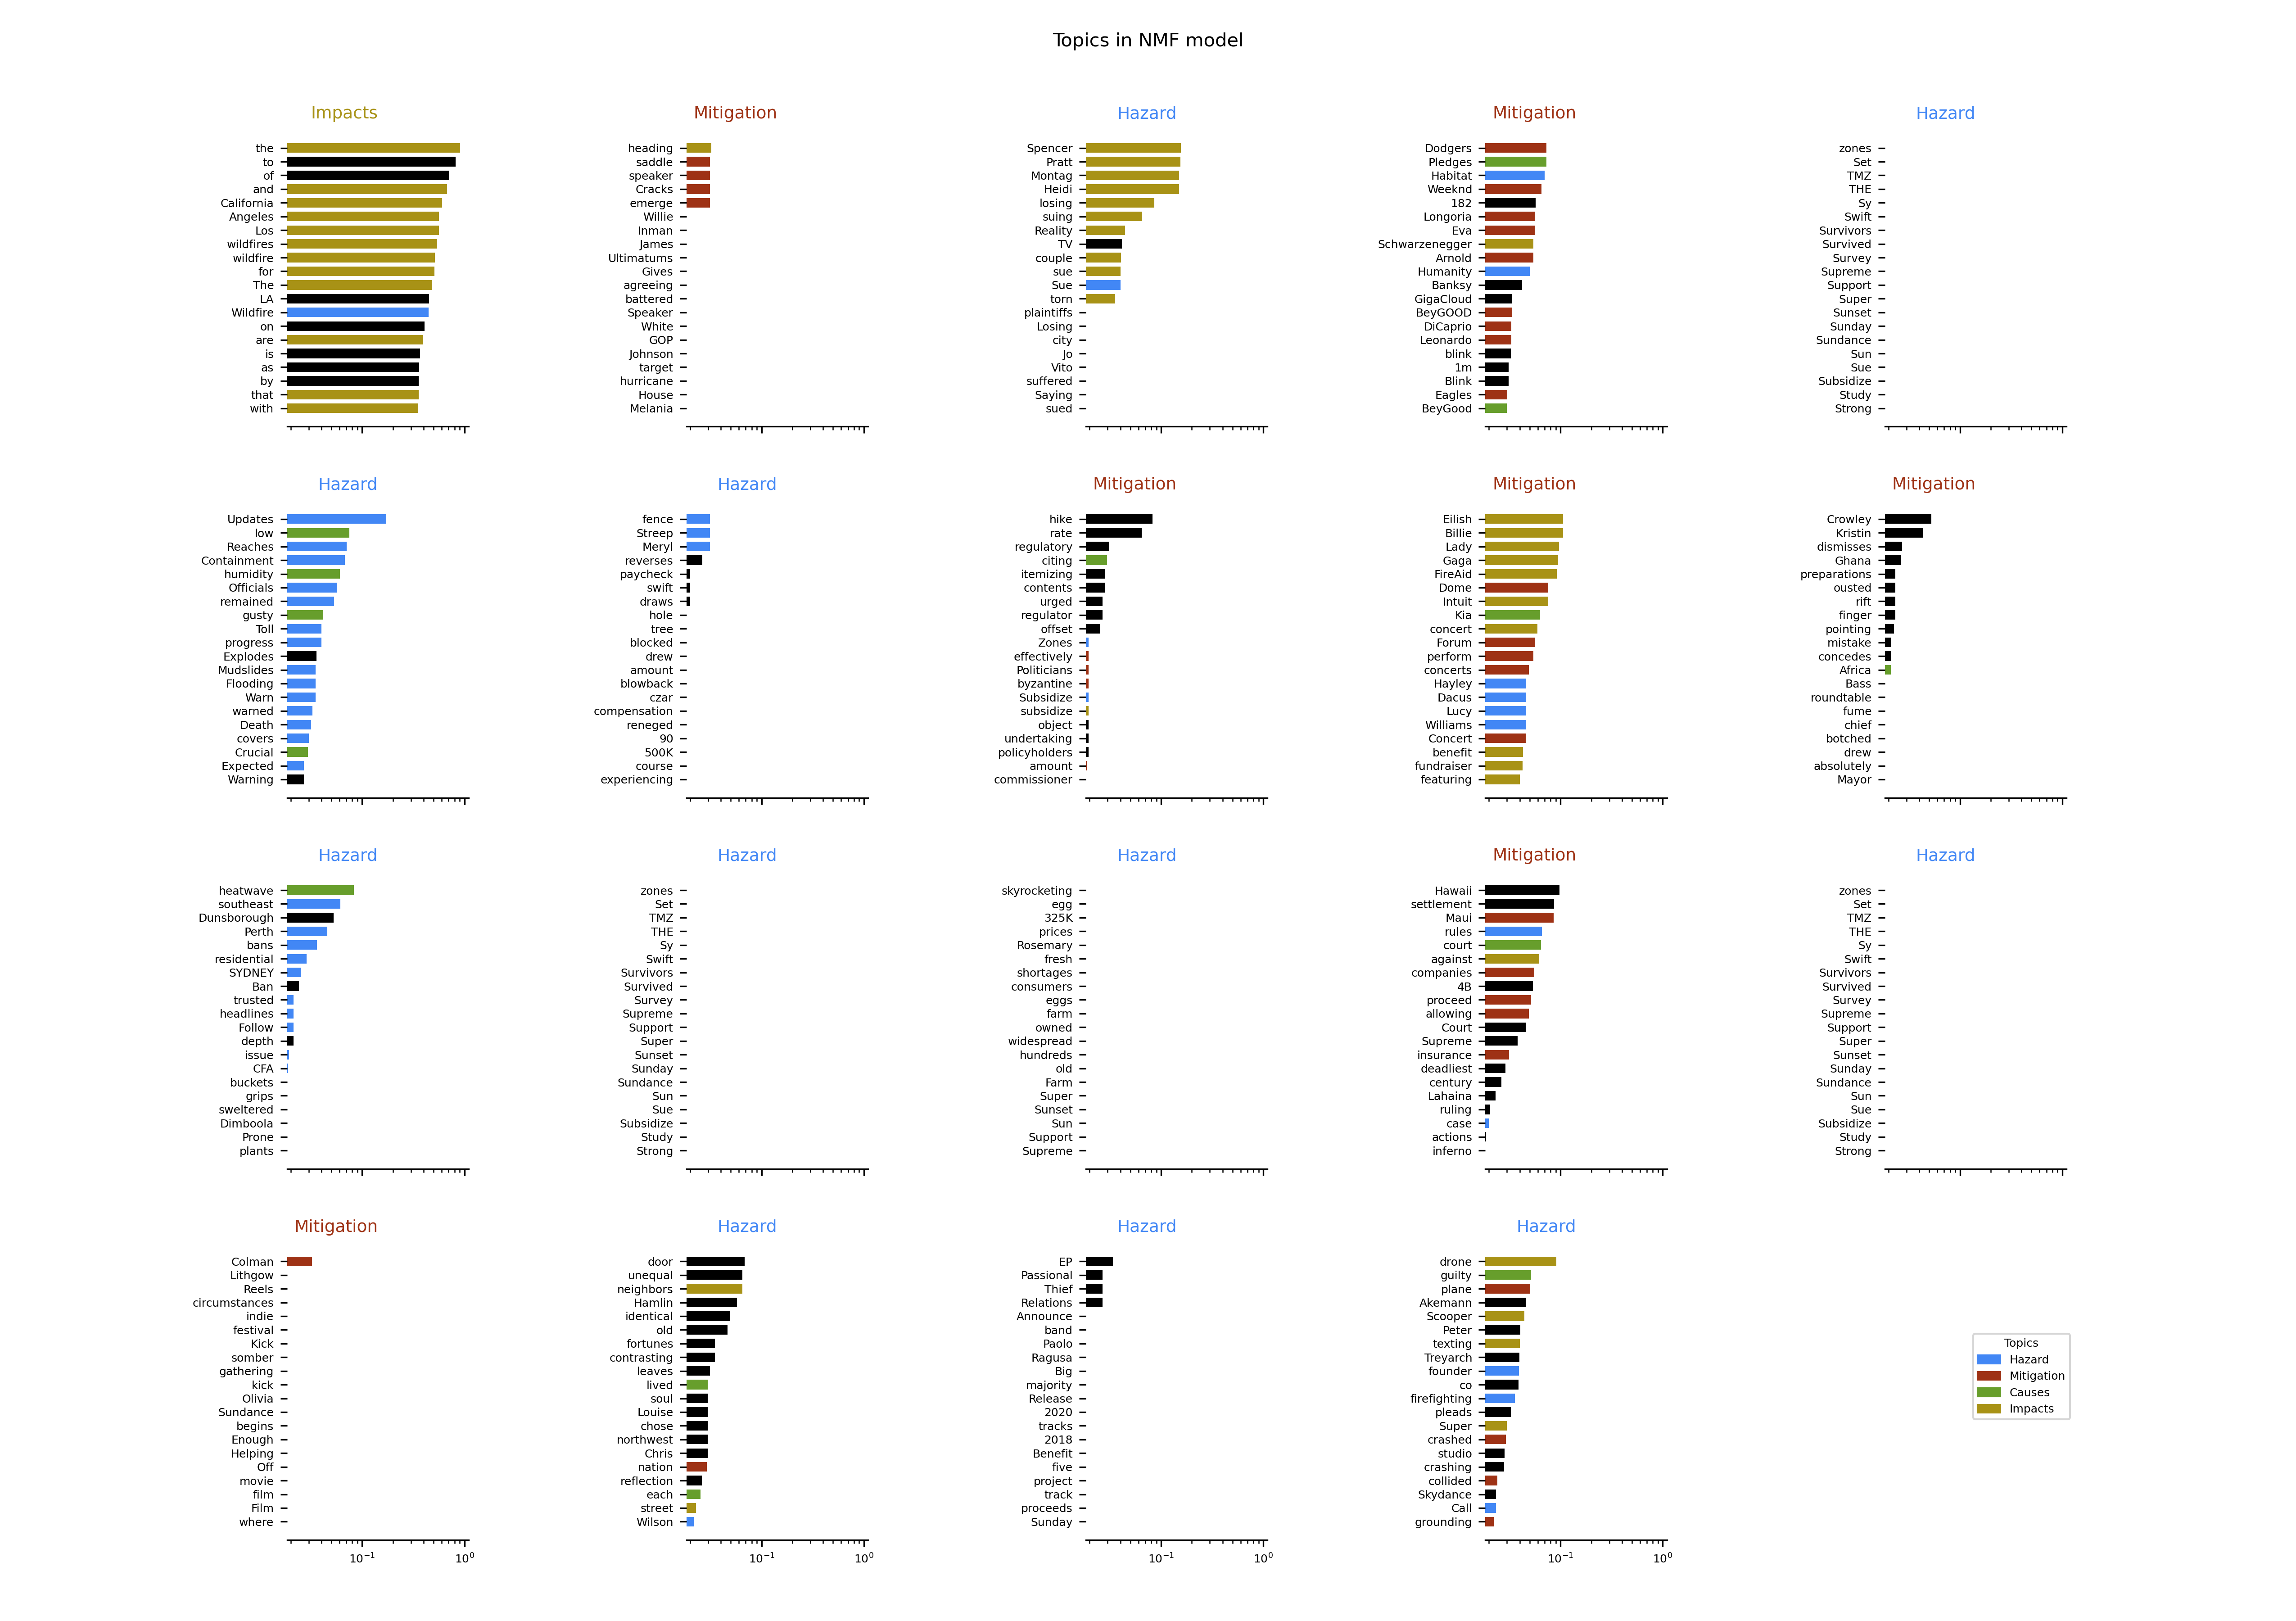 Topics in NMF model
Impacts
the
to
of
and
California
Angeles
Los
wildfires
wildfire
for
The
LA
Wildfire
on
are
is
as
by
that
with
Mitigation
heading
saddle
speaker
Cracks
emerge
Willie
Inman
James
Ultimatums
Gives
agreeing
battered
Speaker
White
GOP
Johnson
target
hurricane
House
Melania
Hazard
Spencer
Pratt
Montag
Heidi
losing
suing
Reality
TV
couple
sue
Sue
torn
plaintiffs
Losing
city
Jo
Vito
suffered
Saying
sued
Mitigation
Dodgers
Pledges
Habitat
Weeknd
182
Longoria
Eva
Schwarzenegger
Arnold
Humanity
Banksy
GigaCloud
BeyGOOD
DiCaprio
Leonardo
blink
1m
Blink
Eagles
BeyGood
Hazard
zones
Set
TMZ
THE
Sy
Swift
Survivors
Survived
Survey
Supreme
Support
Super
Sunset
Sunday
Sundance
Sun
Sue
Subsidize
Study
Strong
Hazard
Updates
low
Reaches
Containment
humidity
Officials
remained
gusty
Toll
progress
Explodes
Mudslides
Flooding
Warn
warned
Death
covers
Crucial
Expected
Warning
Hazard
fence
Streep
Meryl
reverses
paycheck
swift
draws
hole
tree
blocked
drew
amount
blowback
czar
compensation
reneged
90
500K
course
experiencing
Mitigation
hike
rate
regulatory
citing
itemizing
contents
urged
regulator
offset
Zones
effectively
Politicians
byzantine
Subsidize
subsidize
object
undertaking
policyholders
amount
commissioner
Mitigation
Eilish
Billie
Lady
Gaga
FireAid
Dome
Intuit
Kia
concert
Forum
perform
concerts
Hayley
Dacus
Lucy
Williams
Concert
benefit
fundraiser
featuring
Mitigation
Crowley
Kristin
dismisses
Ghana
preparations
ousted
rift
finger
pointing
mistake
concedes
Africa
Bass
roundtable
fume
chief
botched
drew
absolutely
Mayor
Hazard
heatwave
southeast
Dunsborough
Perth
bans
residential
SYDNEY
Ban
trusted
headlines
Follow
depth
issue
CFA
buckets
grips
sweltered
Dimboola
Prone
plants
Hazard
zones
Set
TMZ
THE
Sy
Swift
Survivors
Survived
Survey
Supreme
Support
Super
Sunset
Sunday
Sundance
Sun
Sue
Subsidize
Study
Strong
Hazard
skyrocketing
egg
325K
prices
Rosemary
fresh
shortages
consumers
eggs
farm
owned
widespread
hundreds
old
Farm
Super
Sunset
Sun
Support
Supreme
Mitigation
Hawaii
settlement
Maui
rules
court
against
companies
4B
proceed
allowing
Court
Supreme
insurance
deadliest
century
Lahaina
ruling
case
actions
inferno
Hazard
zones
Set
TMZ
THE
Sy
Swift
Survivors
Survived
Survey
Supreme
Support
Super
Sunset
Sunday
Sundance
Sun
Sue
Subsidize
Study
Strong
Mitigation
Colman
Lithgow
Reels
circumstances
indie
festival
Kick
somber
gathering
kick
Olivia
Sundance
begins
Enough
Helping
Off
movie
film
Film
where
10⁻¹ 10⁰
Hazard
door
unequal
neighbors
Hamlin
identical
old
fortunes
contrasting
leaves
lived
soul
Louise
chose
northwest
Chris
nation
reflection
each
street
Wilson
10⁻¹ 10⁰
Hazard
EP
Passional
Thief
Relations
Announce
band
Paolo
Ragusa
Big
majority
Release
2020
tracks
2018
Benefit
five
project
track
proceeds
Sunday
10⁻¹ 10⁰
Hazard
drone
guilty
plane
Akemann
Scooper
Peter
texting
Treyarch
founder
co
firefighting
pleads
Super
crashed
studio
crashing
collided
Skydance
Call
grounding
10⁻¹ 10⁰
Topics
Hazard
Mitigation
Causes
Impacts